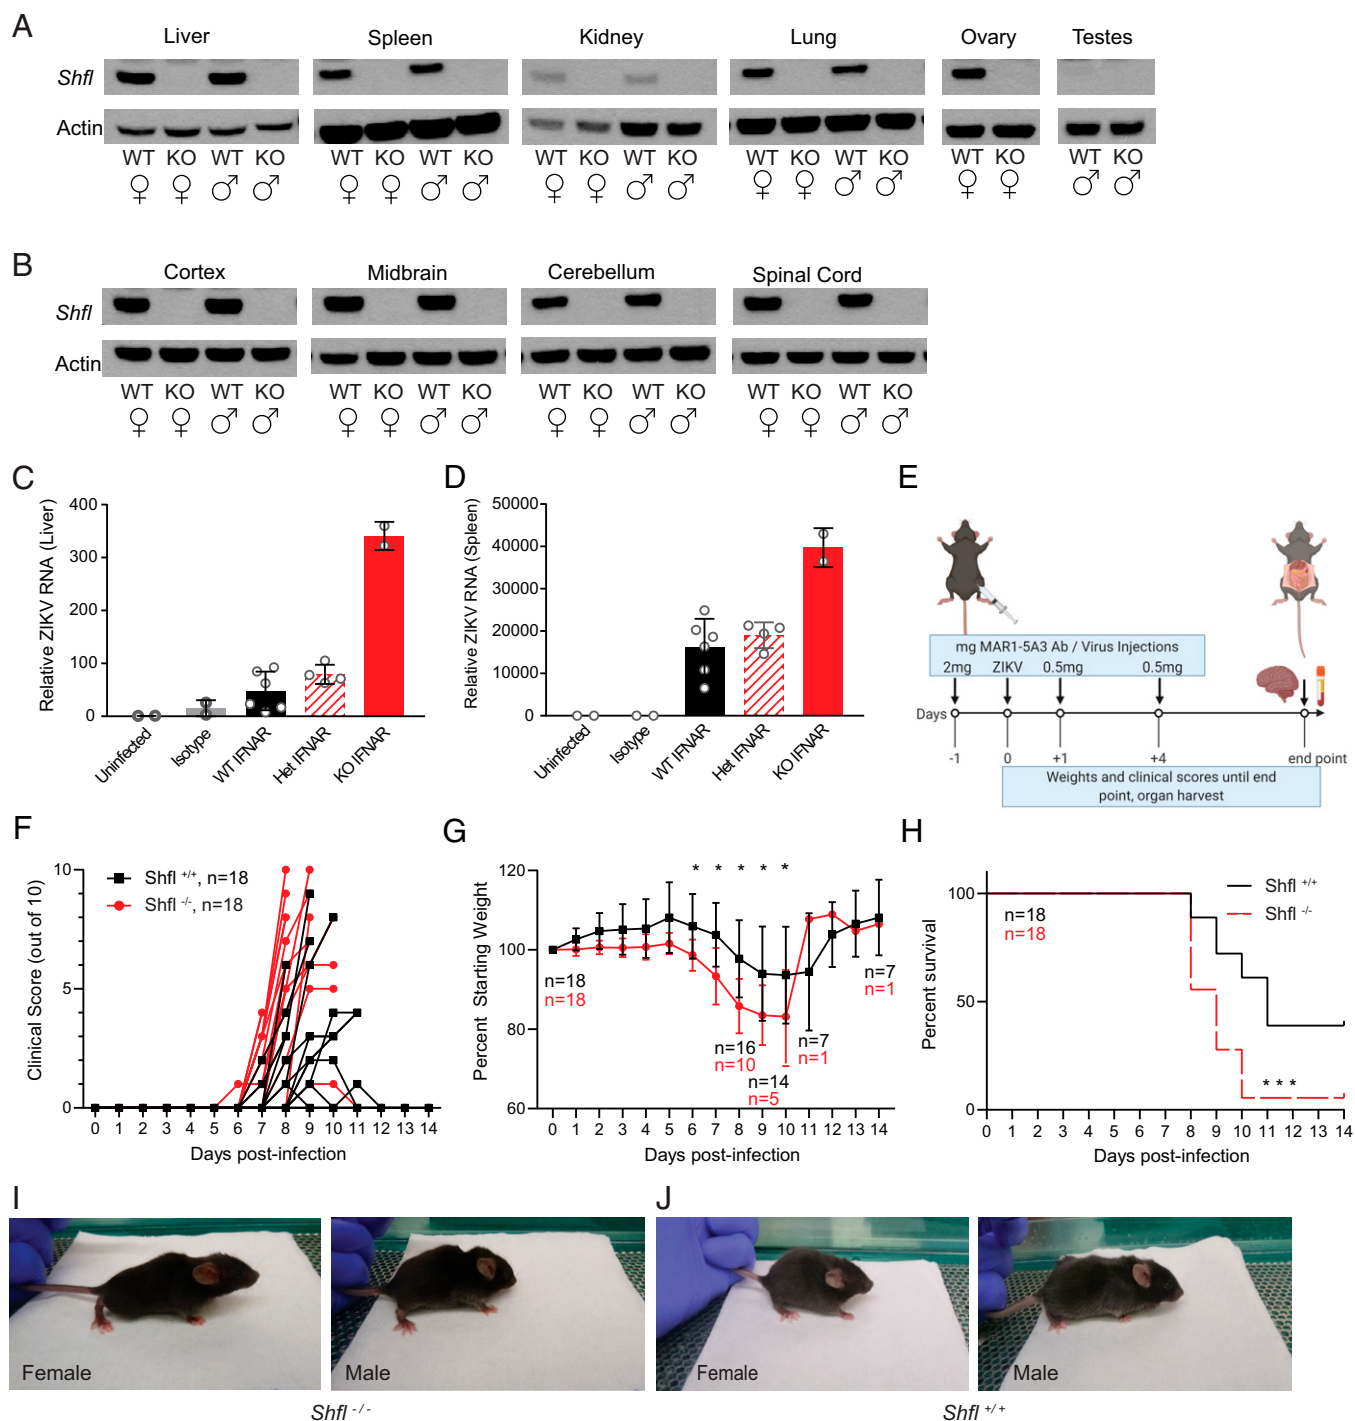 A
Liver Spleen Kidney Lung Ovary Testes
Shfl
Actin
WT KO WT KO WT KO WT KO WT KO WT KO WT KO WT KO WT KO WT KO
♀ ♀ ♂ ♂ ♀ ♀ ♂ ♂ ♀ ♀ ♂ ♂ ♀ ♀ ♂ ♂ ♀ ♀ ♂ ♂
B
Cortex Midbrain Cerebellum Spinal Cord
Shfl
Actin
WT KO WT KO WT KO WT KO WT KO WT KO WT KO WT KO
♀ ♀ ♂ ♂ ♀ ♀ ♂ ♂ ♀ ♀ ♂ ♂ ♀ ♀ ♂ ♂
C
Relative ZIKV RNA (Liver)
400
300
200
100
0
Uninfected
Isotype
WT IFNAR
Het IFNAR
KO IFNAR
D
Relative ZIKV RNA (Spleen)
50000
40000
30000
20000
10000
0
Uninfected
Isotype
WT IFNAR
Het IFNAR
KO IFNAR
E
mg MAR1-5A3 Ab / Virus Injections
2mg ZIKV 0.5mg 0.5mg
Days
-1 0 +1 +4 end point
Weights and clinical scores until end
point, organ harvest
F
Clinical Score (out of 10)
10
5
0
Shfl +/+, n=18
Shfl -/-, n=18
0 1 2 3 4 5 6 7 8 9 10 11 12 13 14
Days post-infection
G
Percent Starting Weight
120
100
80
60
* * * * *
n=18
n=18
n=16
n=10
n=14
n=5
n=7
n=1
n=7
n=1
0 1 2 3 4 5 6 7 8 9 10 11 12 13 14
Days post-infection
H
Percent survival
100
50
0
n=18
n=18
Shfl +/+
Shfl -/-
* * *
0 1 2 3 4 5 6 7 8 9 10 11 12 13 14
Days post-infection
I
Female
Male
Shfl -/-
J
Female
Male
Shfl +/+